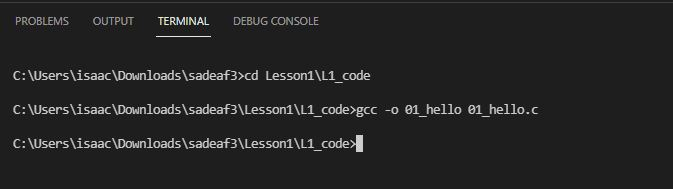 PROBLEMS OUTPUT TERMINAL DEBUG CONSOLE
C:\Users\isaac\Downloads\sadeaf3>cd Lesson1\L1_code
C:\Users\isaac\Downloads\sadeaf3\Lesson1\L1_code>gcc -o 01_hello 01_hello.c
C:\Users\isaac\Downloads\sadeaf3\Lesson1\L1_code>